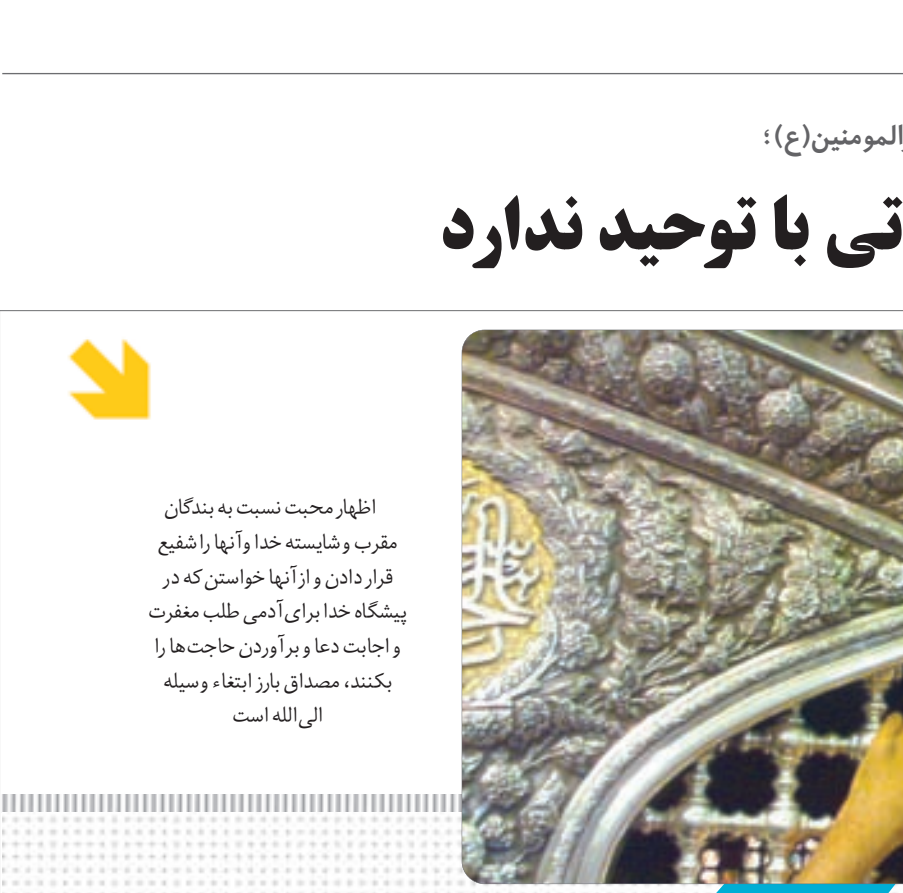 المومنین(ع)؛
تی با توحید ندارد
اظهار محبت نسبت به بندگان
مقرب و شایسته خدا و آنها را شفیع
قرار دادن و از آنها خواستن که در
پیشگاه خدا برای آدمی طلب مغفرت
و اجابت دعا و برآوردن حاجت‌ها را
بکنند، مصداق بارز ابتغاء وسیله
الی‌الله است